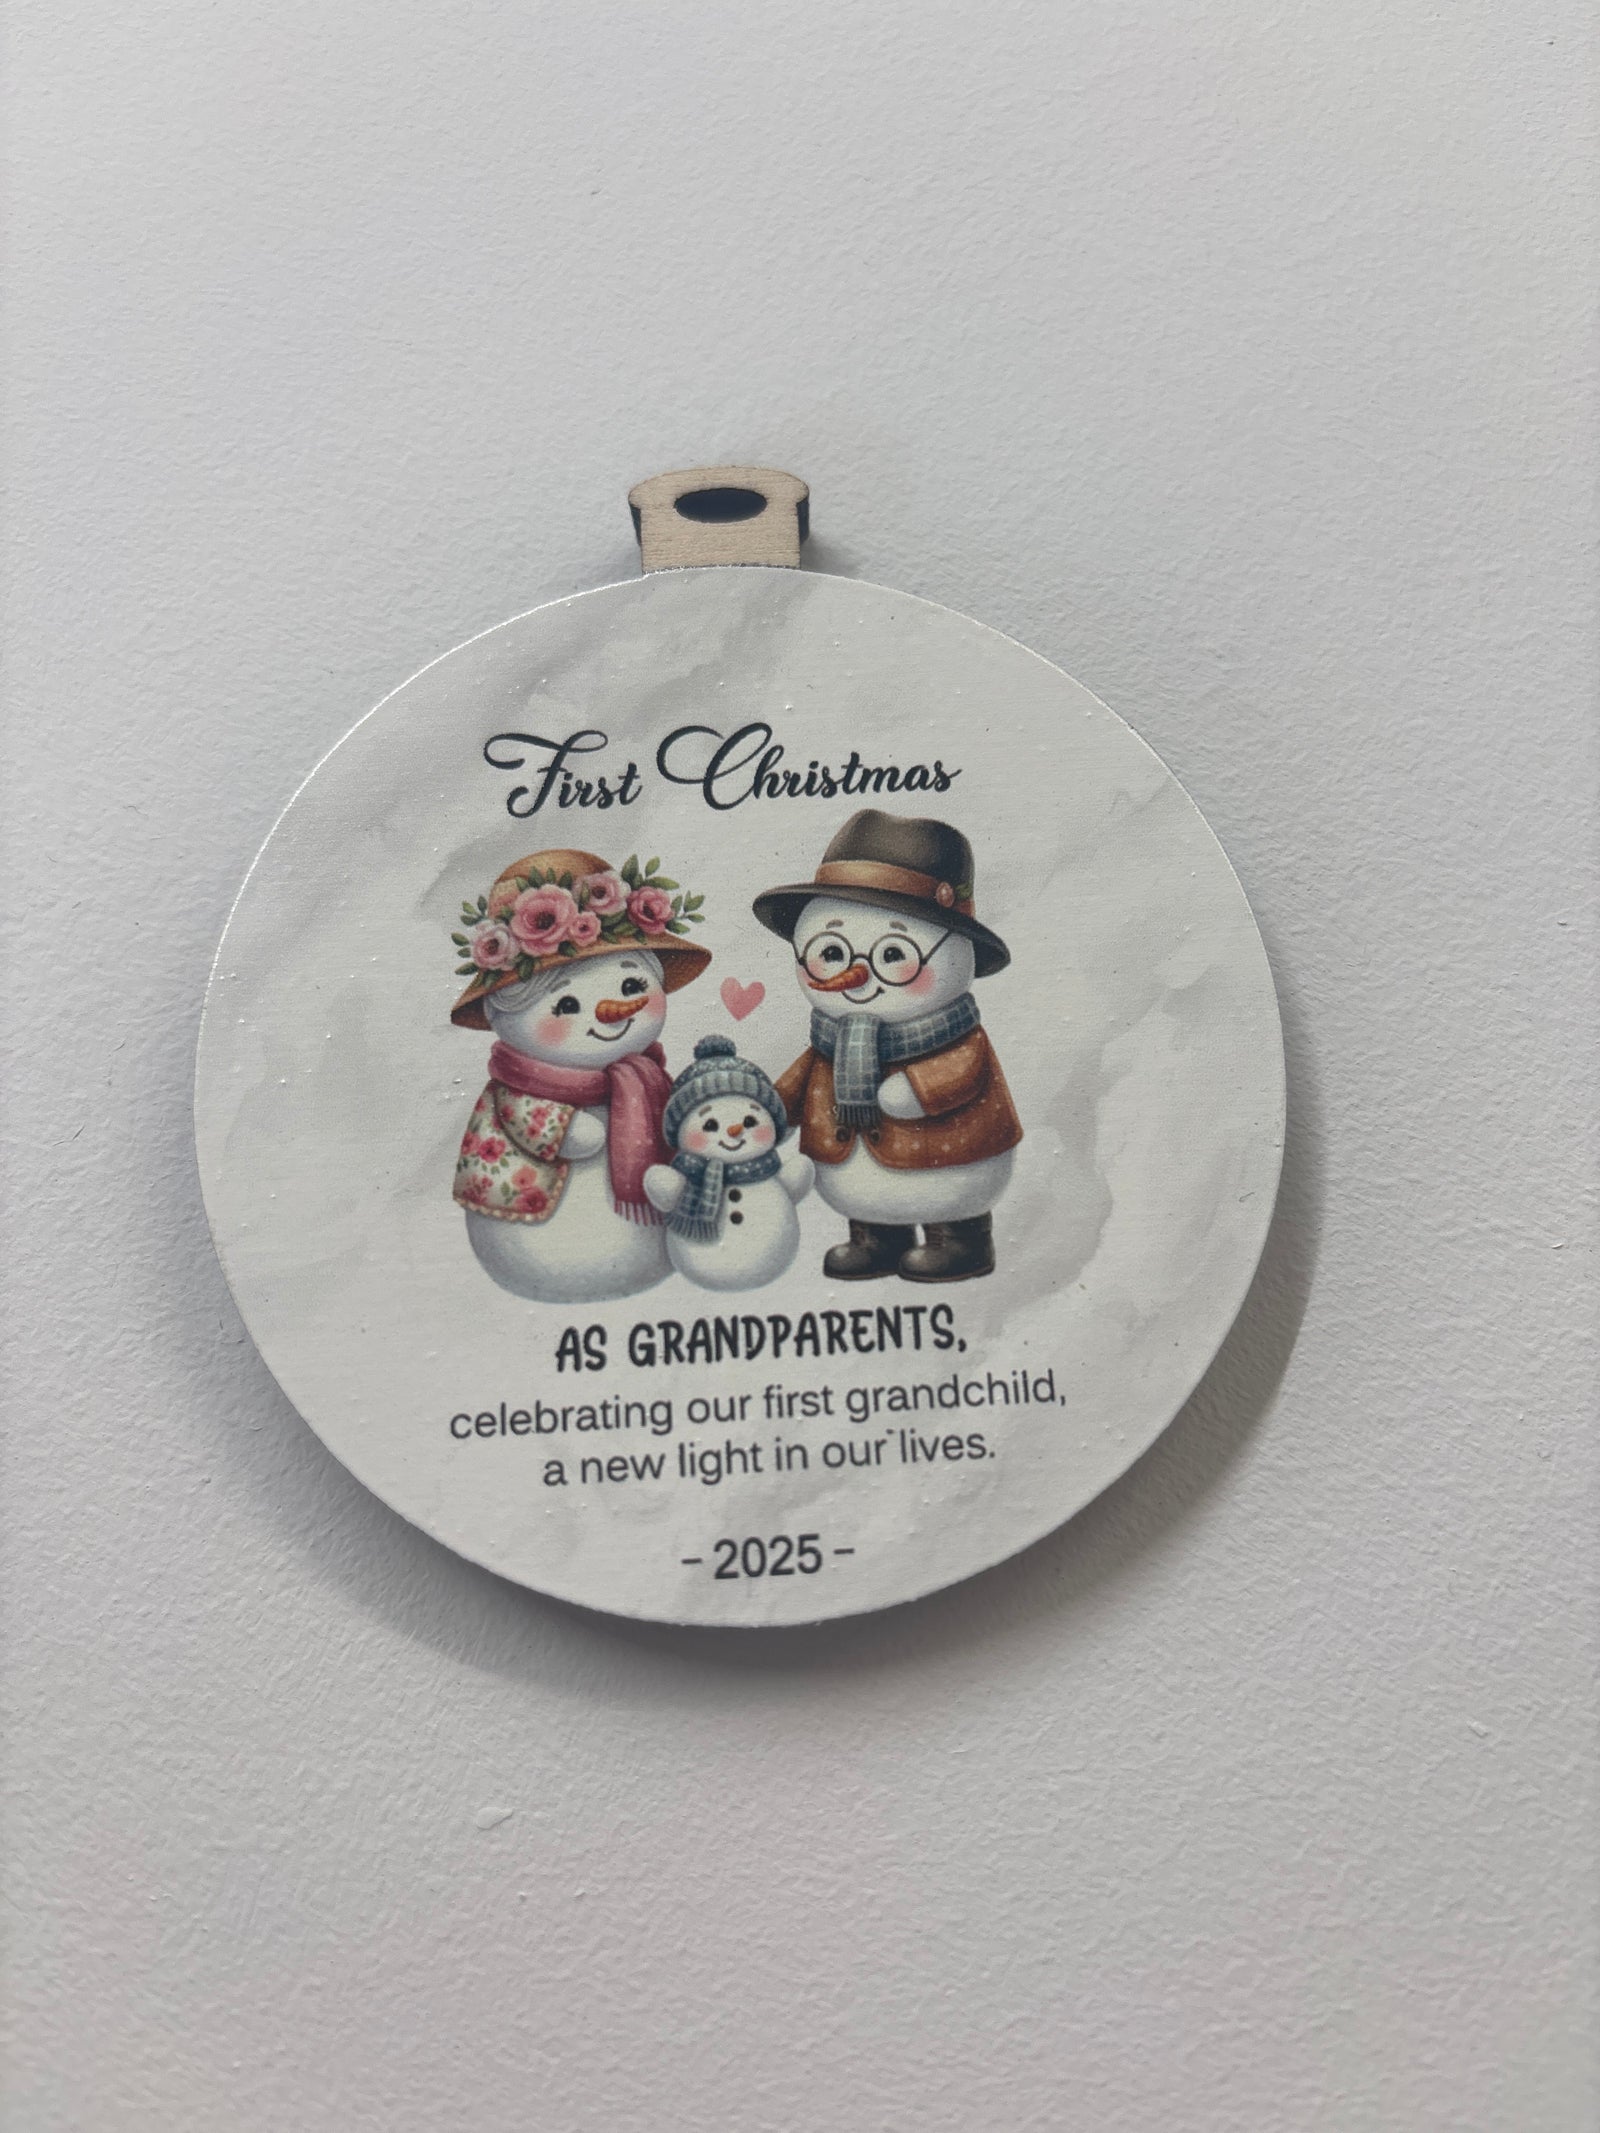 First Christmas
AS GRANDPARENTS,
celebrating our first grandchild,
a new light in our lives.
- 2025 -